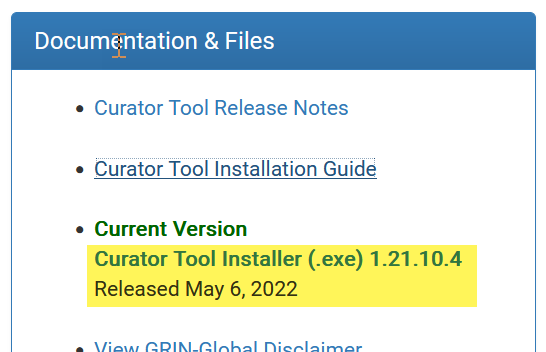 Documentation & Files
Curator Tool Release Notes
Curator Tool Installation Guide
Current Version
Curator Tool Installer (.exe) 1.21.10.4
Released May 6, 2022
View GRIN-Global Disclaimer